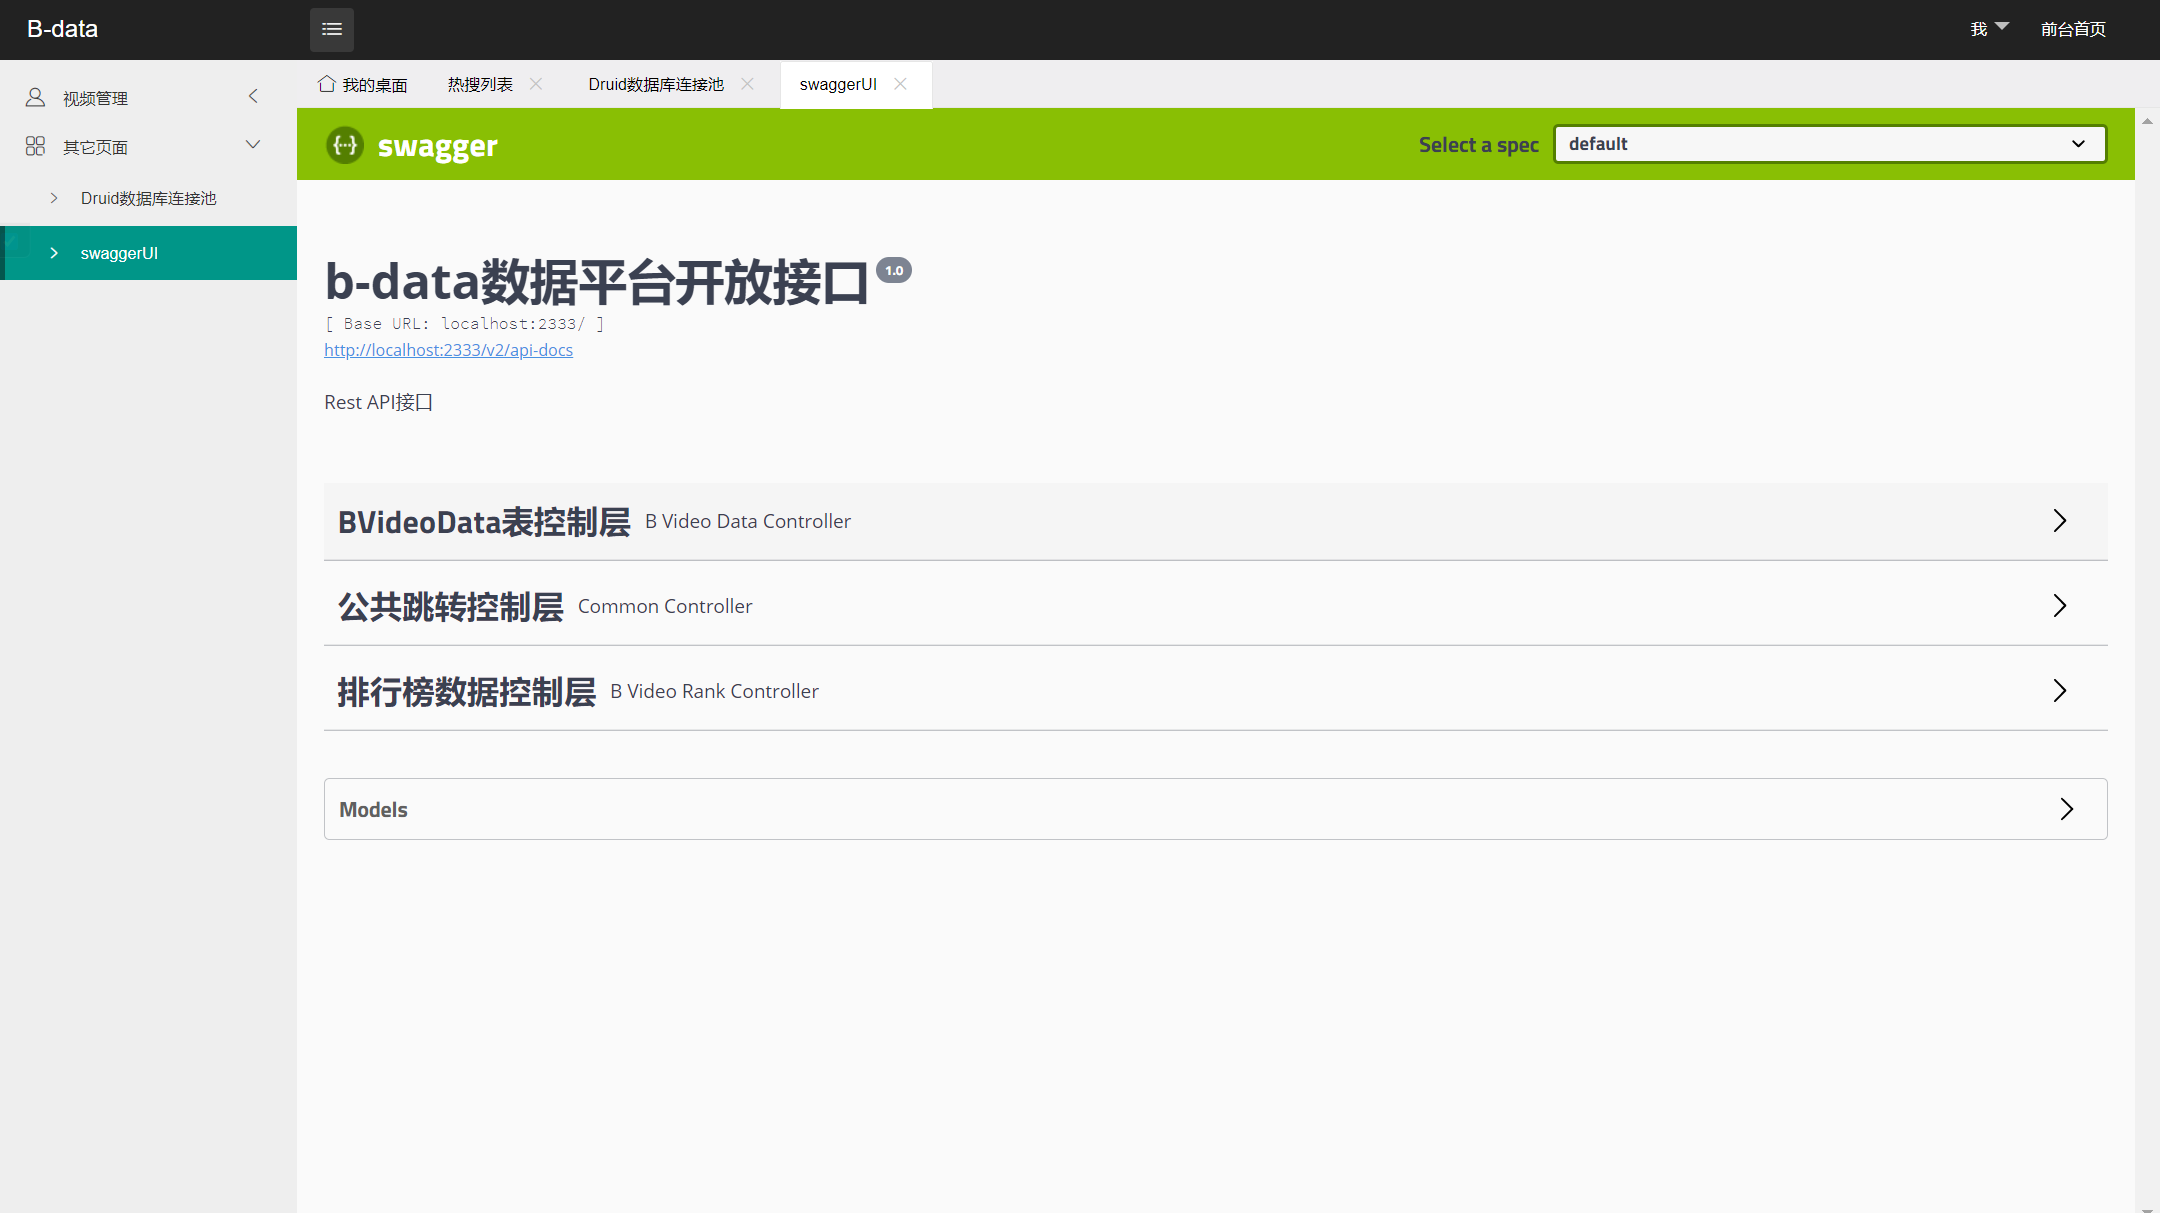 B-data
我
前台首页
视频管理
其它页面
Druid数据库连接池
swaggerUI
我的桌面
热搜列表
Druid数据库连接池
swaggerUI
swagger
Select a spec
default
b-data数据平台开放接口 1.0
[ Base URL: localhost:2333/ ]
http://localhost:2333/v2/api-docs
Rest API接口
BVideoData表控制层 B Video Data Controller
公共跳转控制层 Common Controller
排行榜数据控制层 B Video Rank Controller
Models